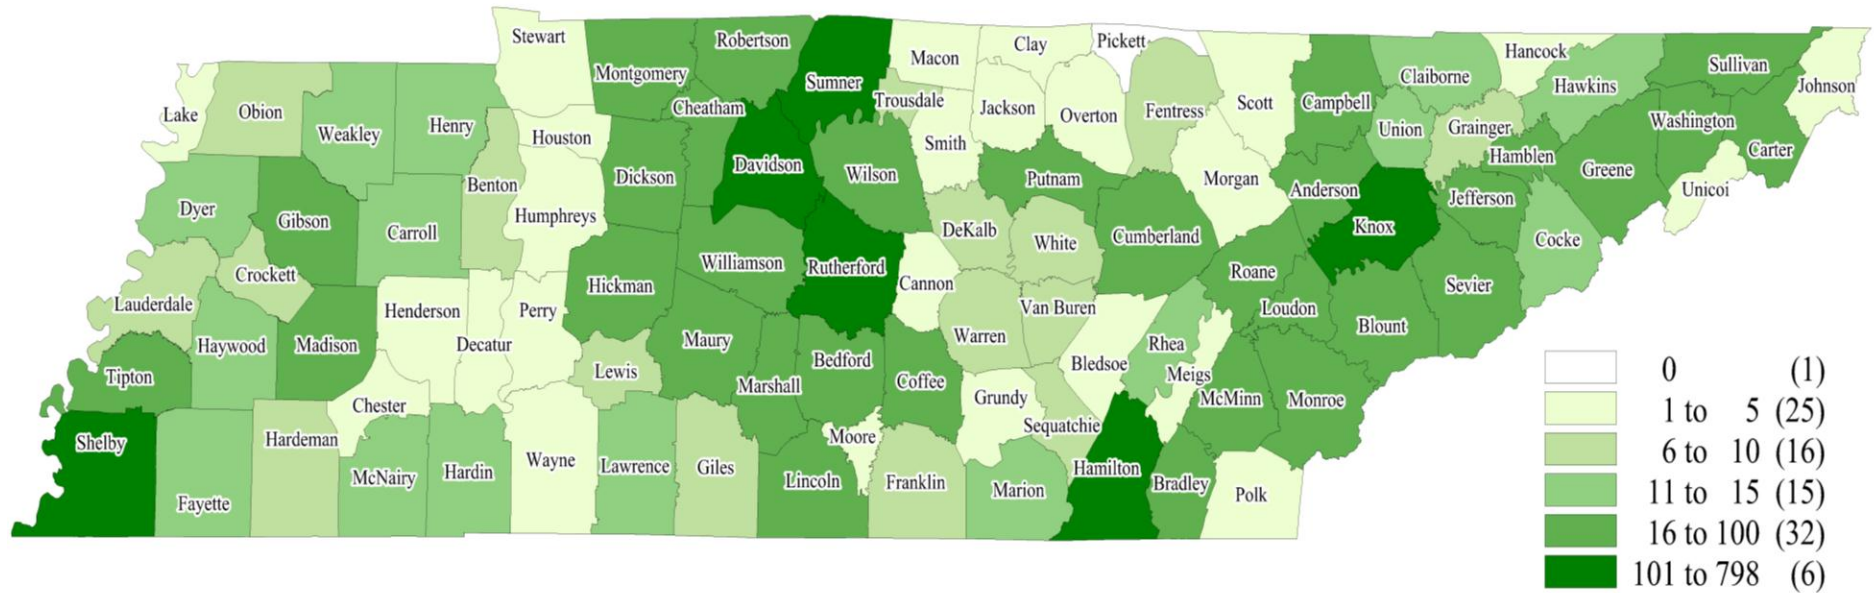 Stewart
Montgomery
Robertson
Sumner
Macon
Clay
Pickett
Fentress
Scott
Campbell
Claiborne
Hancock
Hawkins
Sullivan
Johnson
Lake
Obion
Weakley
Henry
Houston
Cheatham
Trousdale
Jackson
Overton
Union
Grainger
Washington
Carter
Benton
Dickson
Davidson
Wilson
Smith
Putnam
Morgan
Anderson
Hamblen
Greene
Unicoi
Dyer
Gibson
Carroll
Humphreys
DeKalb
White
Cumberland
Knox
Jefferson
Cocke
Lauderdale
Crockett
Hickman
Williamson
Rutherford
Cannon
Roane
Loudon
Sevier
Henderson
Perry
Warren
Van Buren
Blount
Tipton
Haywood
Madison
Decatur
Lewis
Maury
Marshall
Bedford
Coffee
Bledsoe
Rhea
Meigs
McMinn
Monroe
Chester
Grundy
Sequatchie
Shelby
Fayette
Hardeman
McNairy
Hardin
Wayne
Lawrence
Giles
Lincoln
Moore
Franklin
Marion
Hamilton
Bradley
Polk
0 (1)
1 to 5 (25)
6 to 10 (16)
11 to 15 (15)
16 to 100 (32)
101 to 798 (6)